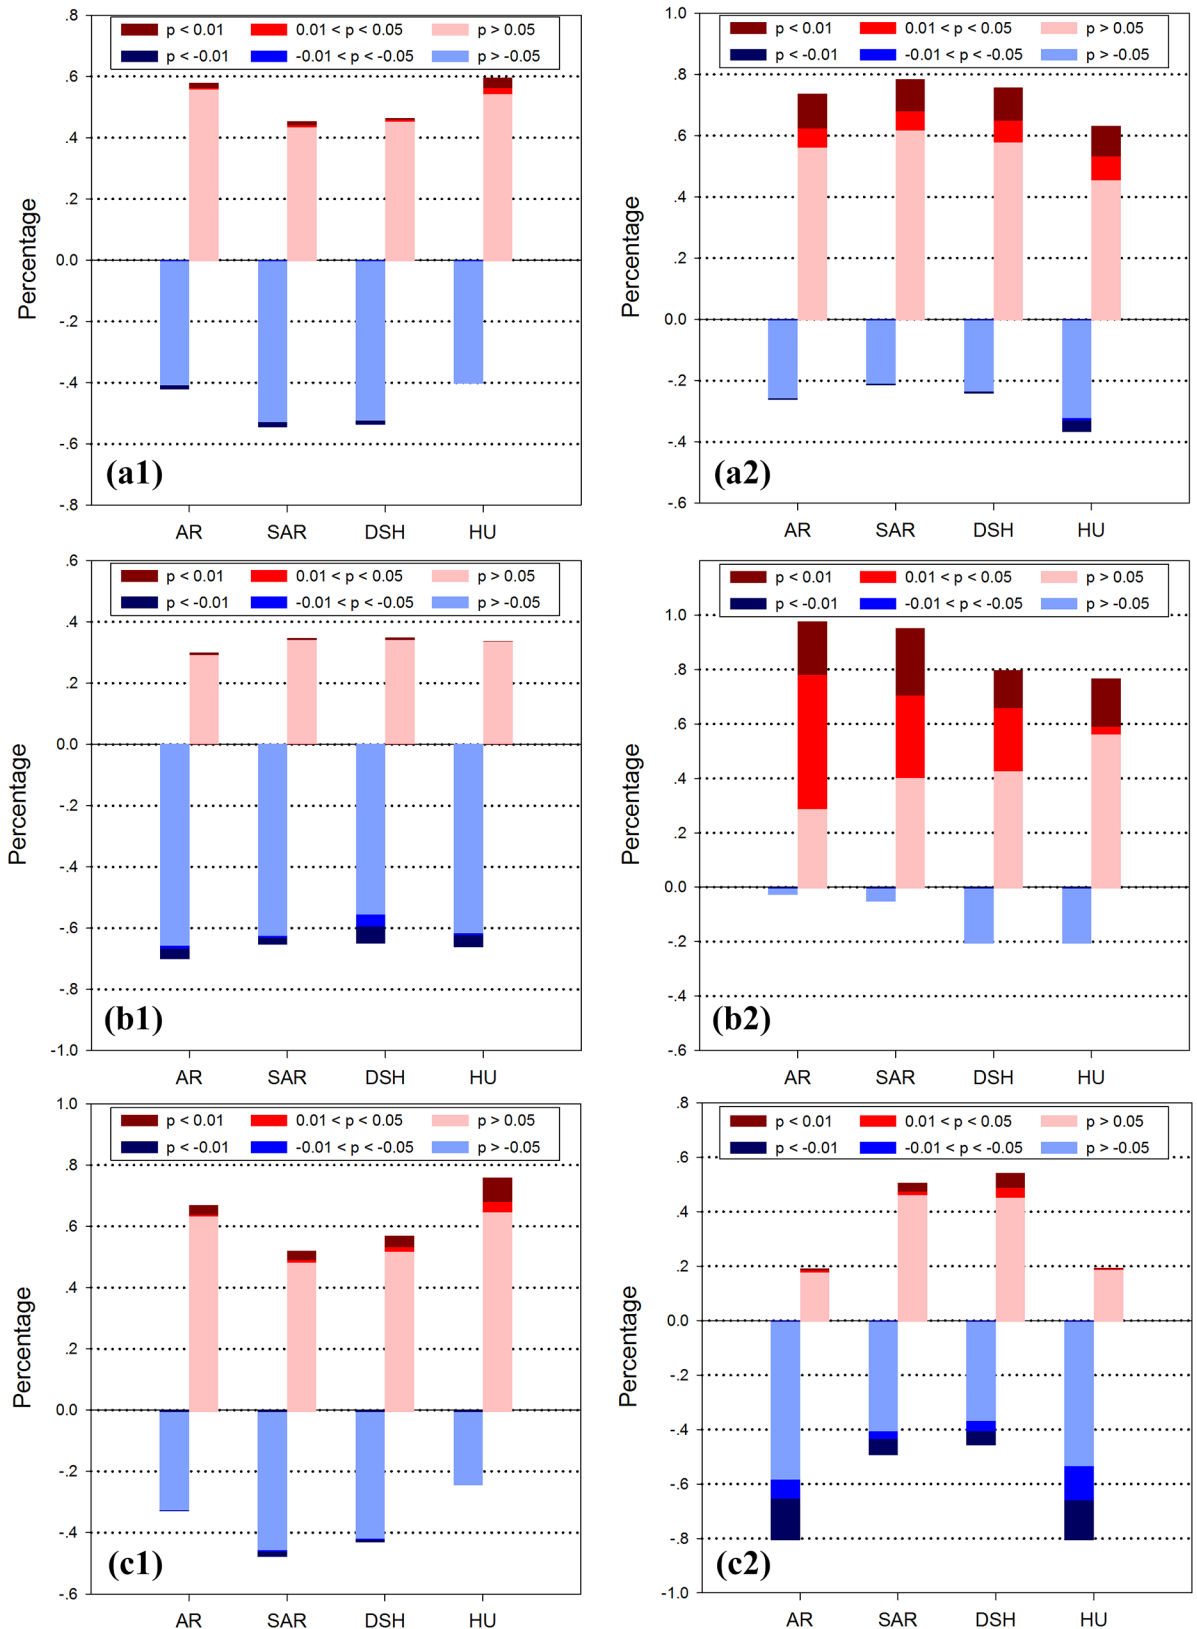 .8
p < 0.01 0.01 < p < 0.05 p > 0.05
p < -0.01 -0.01 < p < -0.05 p > -0.05
.6
.4
.2
0.0
-.2
-.4
-.6
-.8
Percentage
(a1)
AR SAR DSH HU
1.0
p < 0.01 0.01 < p < 0.05 p > 0.05
p < -0.01 -0.01 < p < -0.05 p > -0.05
.8
.6
.4
.2
0.0
-.2
-.4
-.6
Percentage
(a2)
AR SAR DSH HU
.6
p < 0.01 0.01 < p < 0.05 p > 0.05
p < -0.01 -0.01 < p < -0.05 p > -0.05
.4
.2
0.0
-.2
-.4
-.6
-.8
-1.0
Percentage
(b1)
AR SAR DSH HU
p < 0.01 0.01 < p < 0.05 p > 0.05
p < -0.01 -0.01 < p < -0.05 p > -0.05
1.0
.8
.6
.4
.2
0.0
-.2
-.4
-.6
Percentage
(b2)
AR SAR DSH HU
1.0
p < 0.01 0.01 < p < 0.05 p > 0.05
p < -0.01 -0.01 < p < -0.05 p > -0.05
.8
.6
.4
.2
0.0
-.2
-.4
-.6
Percentage
(c1)
AR SAR DSH HU
.8
p < 0.01 0.01 < p < 0.05 p > 0.05
p < -0.01 -0.01 < p < -0.05 p > -0.05
.6
.4
.2
0.0
-.2
-.4
-.6
-.8
-1.0
Percentage
(c2)
AR SAR DSH HU